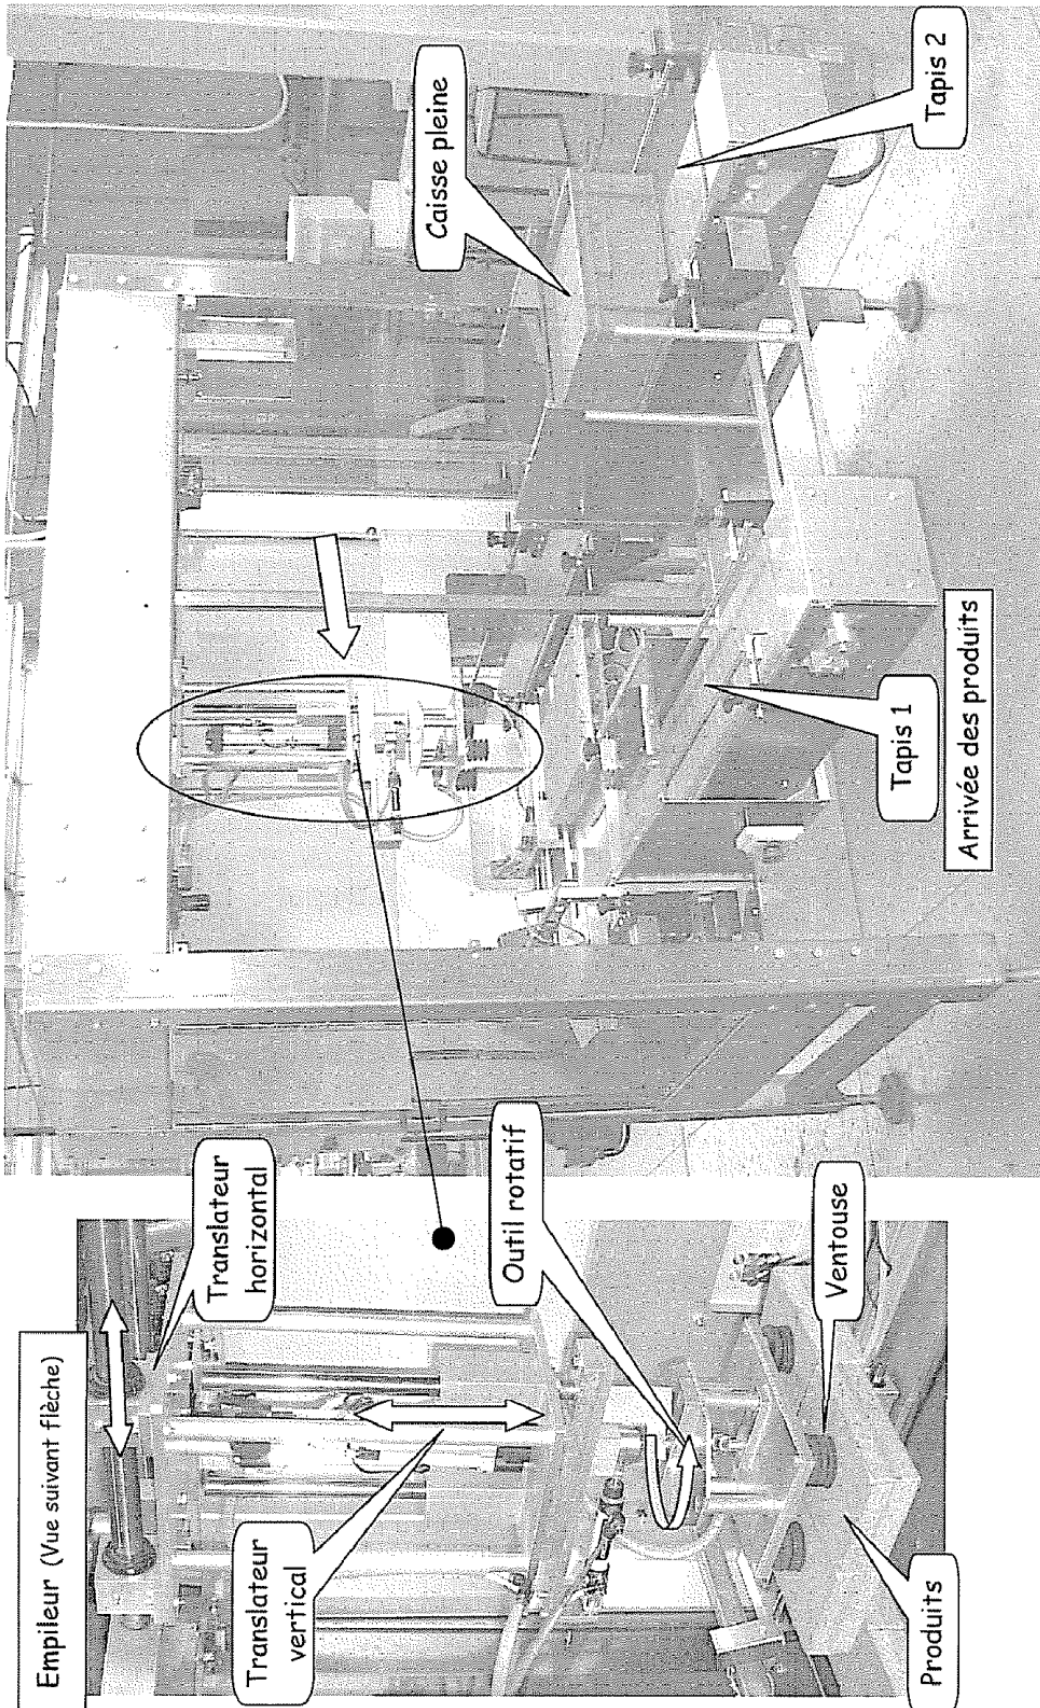 Empileur (Vue suivant flèche)
Translateur
horizontal
Translateur
vertical
Outil rotatif
Ventouse
Produits
Caisse pleine
Tapis 2
Tapis 1
Arrivée des produits